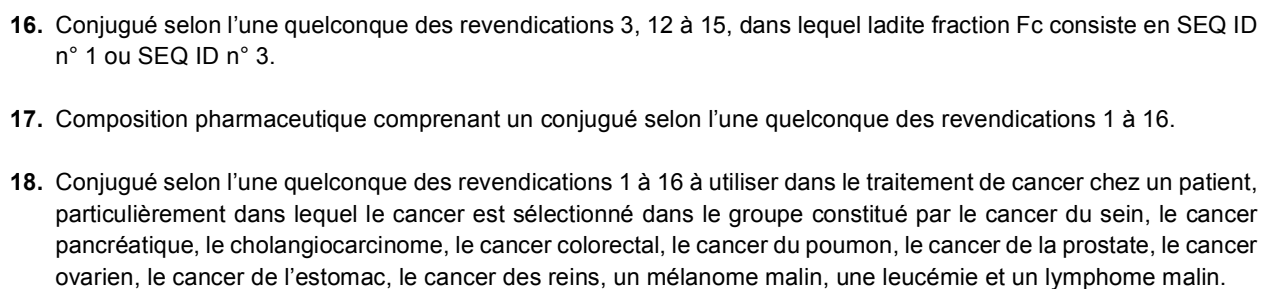 16. Conjugué selon l’une quelconque des revendications 3, 12 à 15, dans lequel ladite fraction Fc consiste en SEQ ID
n° 1 ou SEQ ID n° 3.
17. Composition pharmaceutique comprenant un conjugué selon l’une quelconque des revendications 1 à 16.
18. Conjugué selon l’une quelconque des revendications 1 à 16 à utiliser dans le traitement de cancer chez un patient,
particulièrement dans lequel le cancer est sélectionné dans le groupe constitué par le cancer du sein, le cancer
pancréatique, le cholangiocarcinome, le cancer colorectal, le cancer du poumon, le cancer de la prostate, le cancer
ovarien, le cancer de l’estomac, le cancer des reins, un mélanome malin, une leucémie et un lymphome malin.